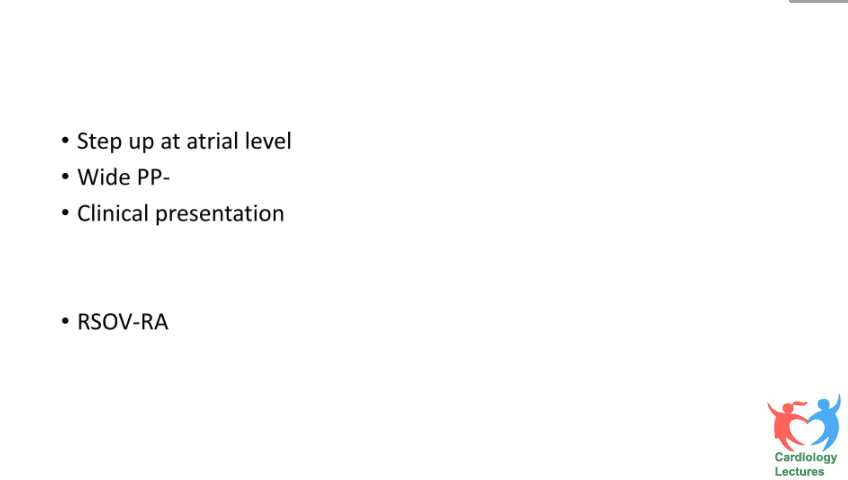 • Step up at atrial level
• Wide PP-
• Clinical presentation
• RSOV-RA
Cardiology
Lectures